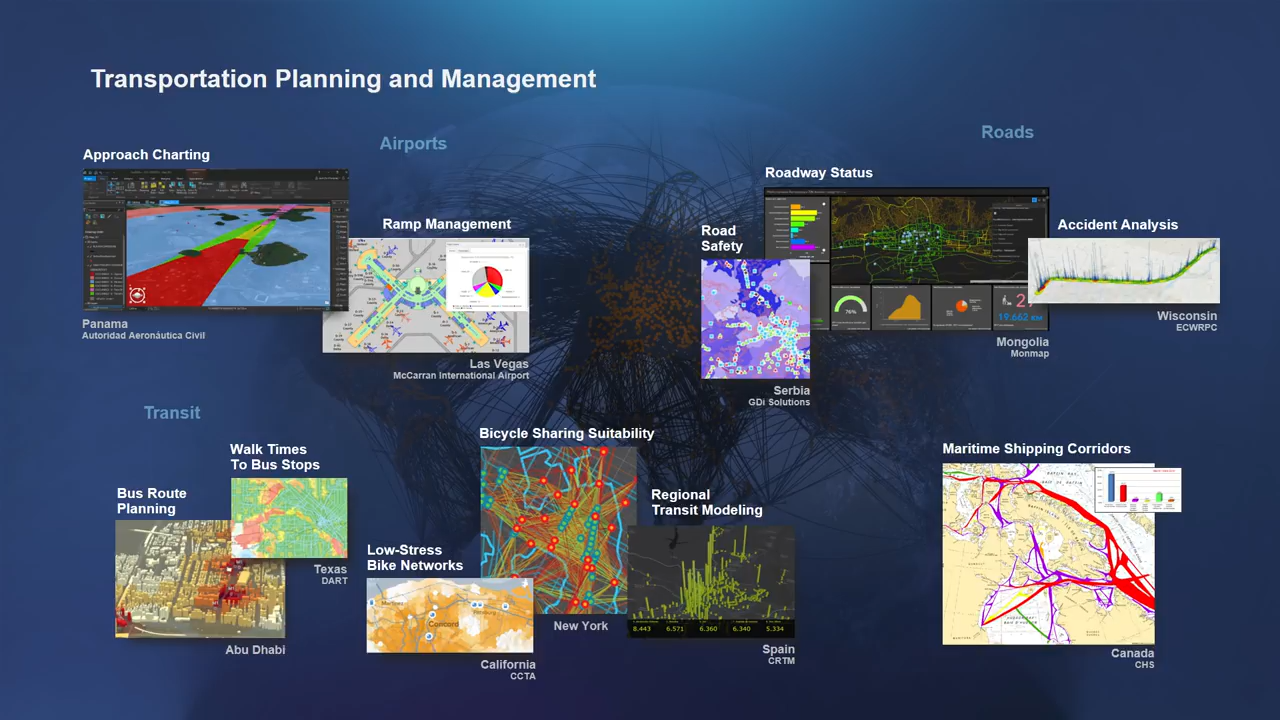 Transportation Planning and Management
Airports
Roads
Approach Charting
Panama
Autoridad Aeronáutica Civil
Ramp Management
Las Vegas
McCarran International Airport
Road
Safety
Serbia
GDi Solutions
Roadway Status
76%
19.662
Mongolia
Monmap
Accident Analysis
Wisconsin
ECWRPC
Transit
Bus Route
Planning
Abu Dhabi
Walk Times
To Bus Stops
Texas
DART
Low-Stress
Bike Networks
Concord
California
CCTA
Bicycle Sharing Suitability
New York
Regional
Transit Modeling
8.443 6.571 6.360 6.340 5.334
Spain
CRTM
Maritime Shipping Corridors
Canada
CHS